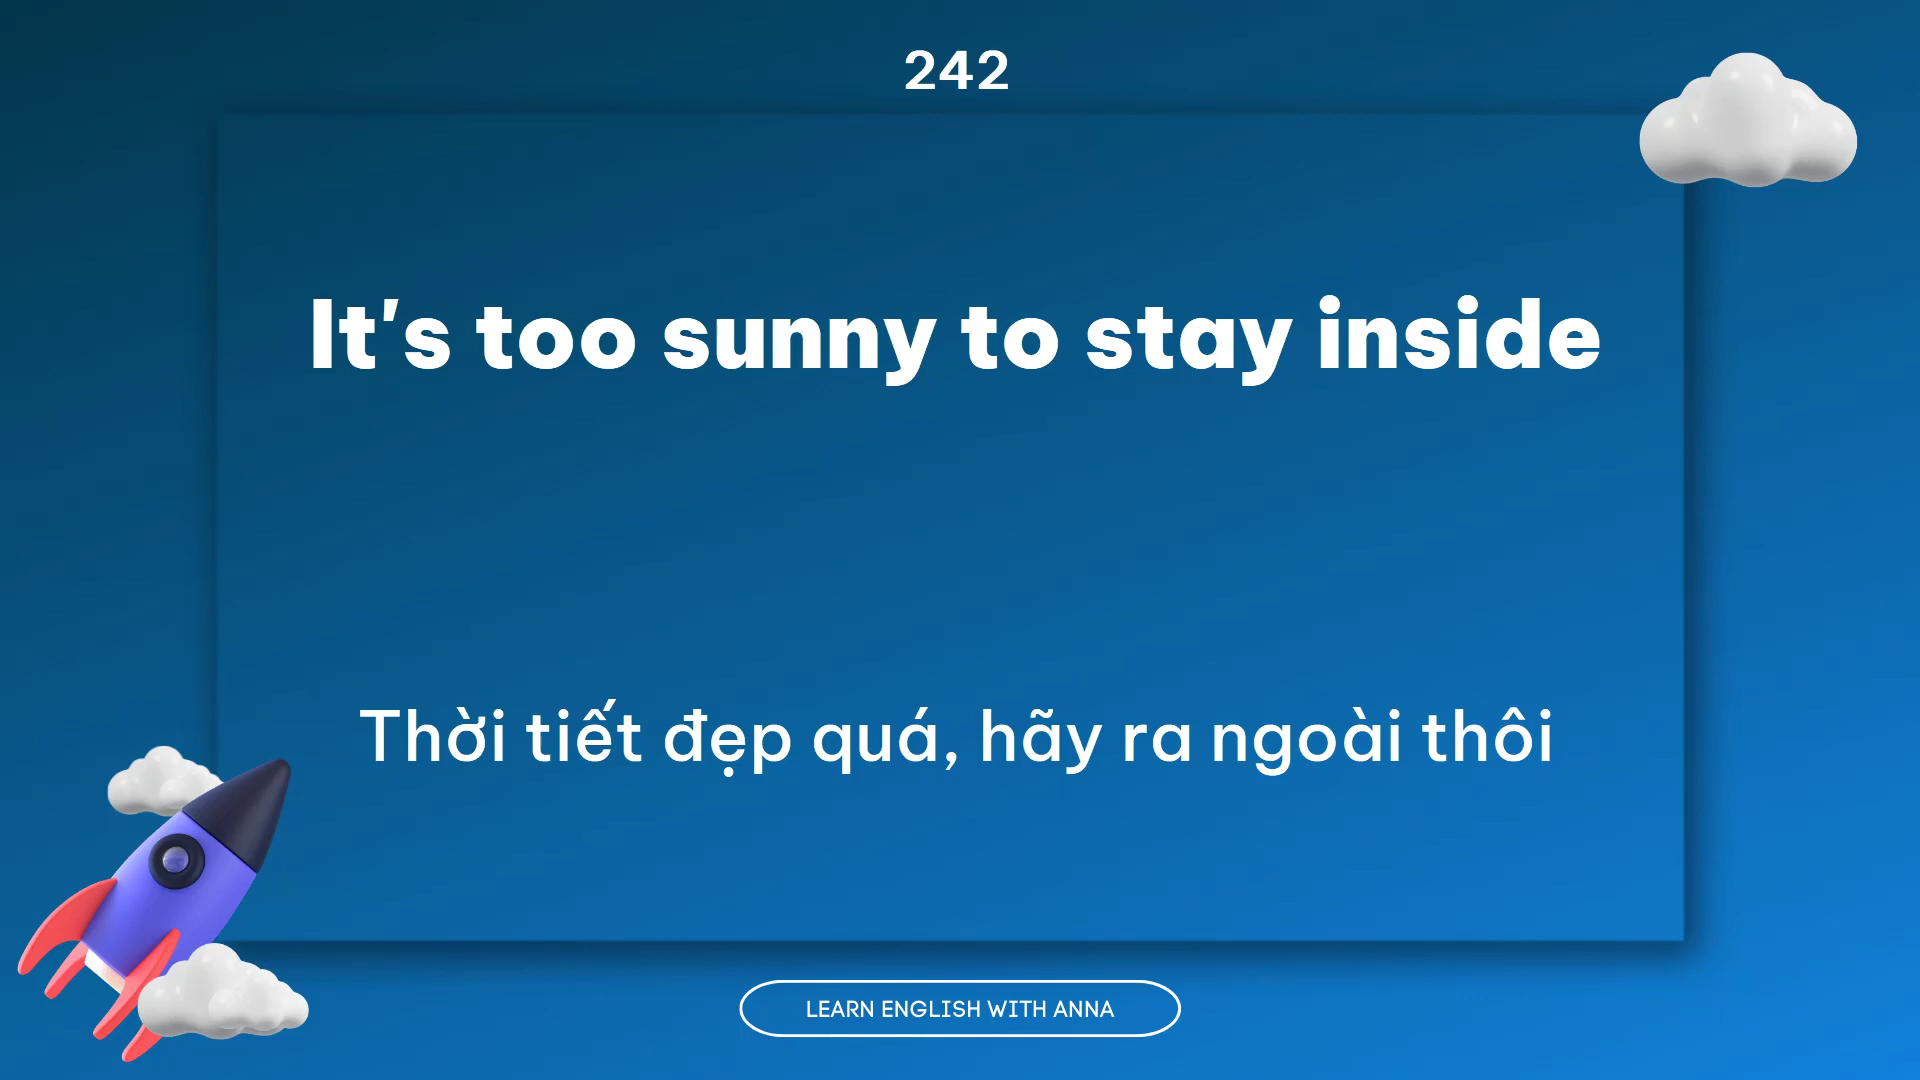 242
It's too sunny to stay inside
Thời tiết đẹp quá, hãy ra ngoài thôi
LEARN ENGLISH WITH ANNA